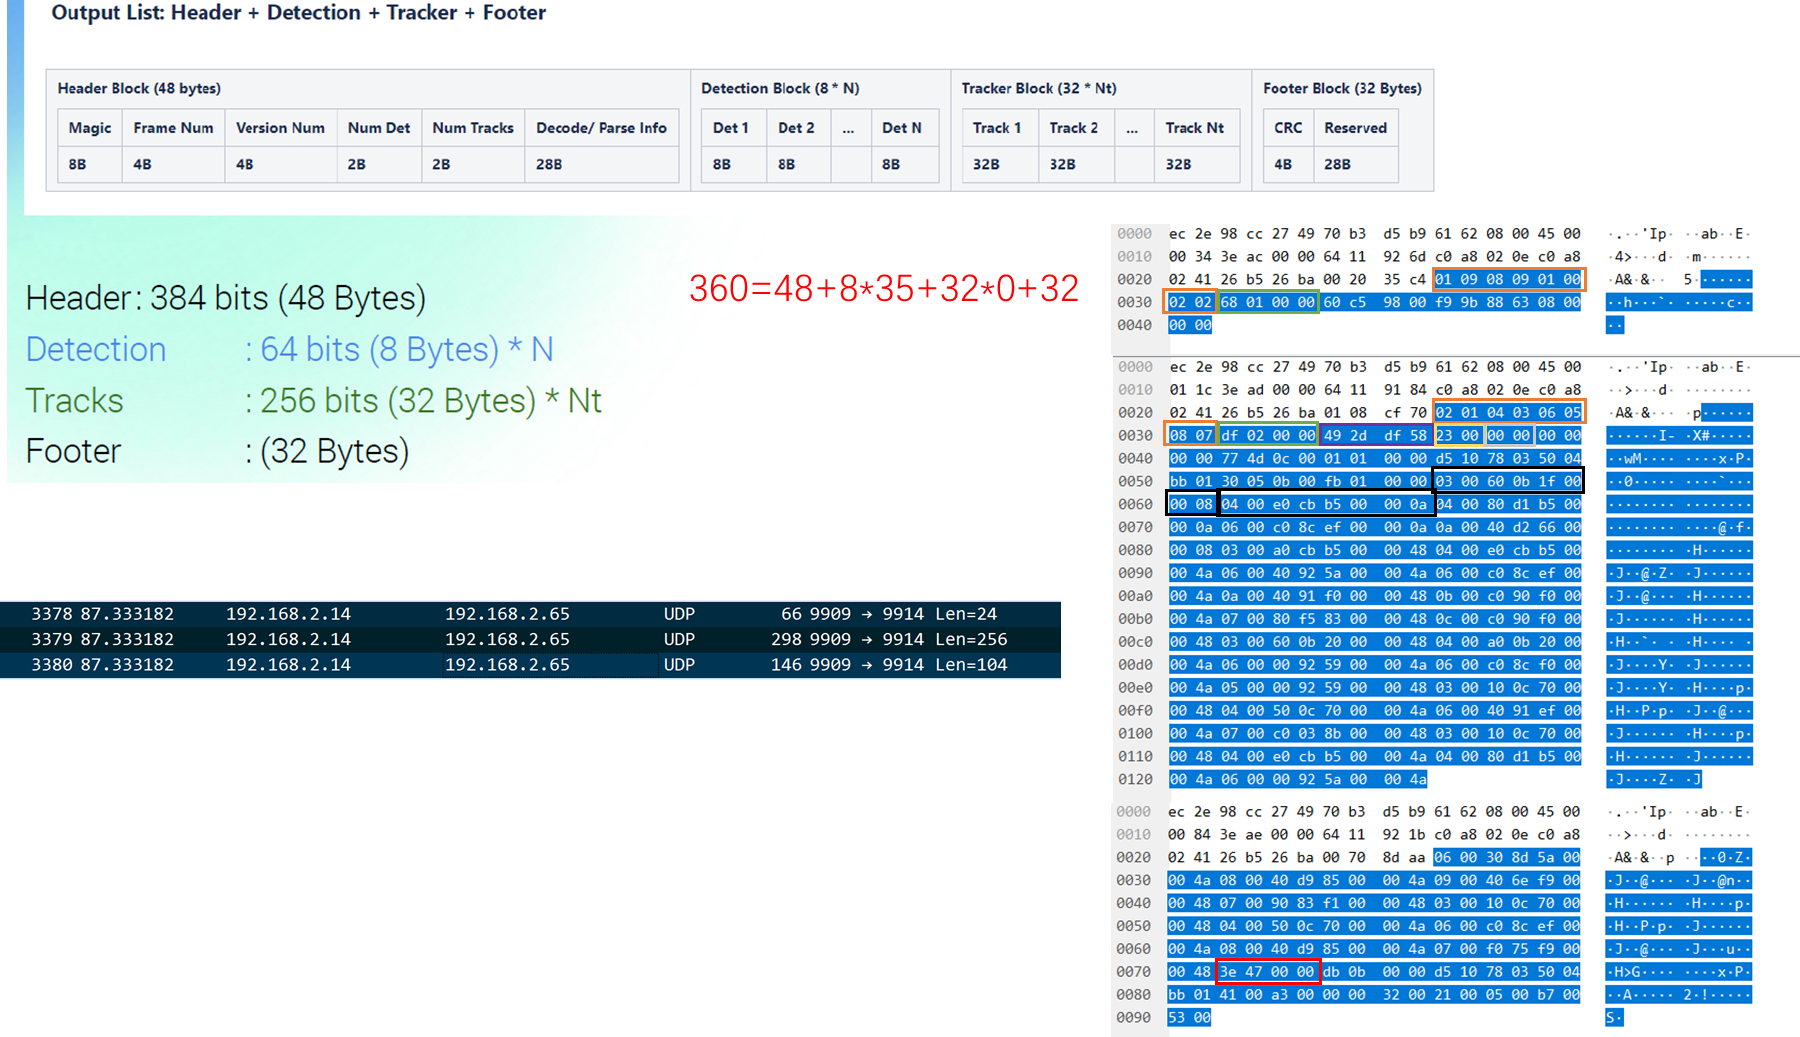 Output List: Header + Detection + Tracker + Footer
Header Block (48 bytes)
Magic Frame Num Version Num Num Det Num Tracks Decode/ Parse Info
8B 4B 4B 2B 2B 28B
Detection Block (8 * N)
Det 1 Det 2 ... Det N
8B 8B 8B
Tracker Block (32 * Nt)
Track 1 Track 2 ... Track Nt
32B 32B 32B
Footer Block (32 Bytes)
CRC Reserved
4B 28B
Header: 384 bits (48 Bytes)
Detection : 64 bits (8 Bytes) * N
Tracks : 256 bits (32 Bytes) * Nt
Footer : (32 Bytes)
360=48+8*35+32*0+32
3378 87.333182 192.168.2.14 192.168.2.65 UDP 66 9909 → 9914 Len=24
3379 87.333182 192.168.2.14 192.168.2.65 UDP 298 9909 → 9914 Len=256
3380 87.333182 192.168.2.14 192.168.2.65 UDP 146 9909 → 9914 Len=104
0000 ec 2e 98 cc 27 49 70 b3 d5 b9 61 62 08 00 45 00 ·.··'Ip· ··ab··E·
0010 00 34 3e ac 00 00 64 11 92 6d c0 a8 02 0e c0 a8 ·4>···d· ·m······
0020 02 41 26 b5 26 ba 00 20 35 c4 01 09 08 09 01 00 ·A&·&·· 5·······
0030 02 02 68 01 00 00 60 c5 98 00 f9 9b 88 63 08 00 ··h···`· ·····c··
0040 00 00 ··
0000 ec 2e 98 cc 27 49 70 b3 d5 b9 61 62 08 00 45 00 ·.··'Ip· ··ab··E·
0010 01 1c 3e ad 00 00 64 11 91 84 c0 a8 02 0e c0 a8 ··>···d· ········
0020 02 41 26 b5 26 ba 01 08 cf 70 02 01 04 03 06 05 ·A&·&··· ·p······
0030 08 07 df 02 00 00 49 2d df 58 23 00 00 00 00 00 ······I- ·X#·····
0040 00 00 77 4d 0c 00 01 01 00 00 d5 10 78 03 50 04 ··wM···· ····x·P·
0050 bb 01 30 05 0b 00 fb 01 00 00 03 00 60 0b 1f 00 ··0····· ····`···
0060 00 08 04 00 e0 cb b5 00 00 0a 04 00 80 d1 b5 00 ········ ········
0070 00 0a 06 00 c0 8c ef 00 00 0a 0a 00 40 d2 66 00 ········ ····@·f·
0080 00 08 03 00 a0 cb b5 00 00 48 04 00 e0 cb b5 00 ········ ·H······
0090 00 4a 06 00 40 92 5a 00 00 4a 06 00 c0 8c ef 00 ·J··@·Z· ·J······
00a0 00 4a 0a 00 40 91 f0 00 00 48 0b 00 c0 90 f0 00 ·J··@··· ·H······
00b0 00 4a 07 00 80 f5 83 00 00 48 0c 00 c0 90 f0 00 ·J······ ·H······
00c0 00 48 03 00 60 0b 20 00 00 48 04 00 a0 0b 20 00 ·H··`· · ·H···· ·
00d0 00 4a 06 00 00 92 59 00 00 4a 06 00 c0 8c f0 00 ·J····Y· ·J······
00e0 00 4a 05 00 00 92 59 00 00 48 03 00 10 0c 70 00 ·J····Y· ·H····p·
00f0 00 48 04 00 50 0c 70 00 00 4a 06 00 40 91 ef 00 ·H··P·p· ·J··@···
0100 00 4a 07 00 c0 03 8b 00 00 48 03 00 10 0c 70 00 ·J······ ·H····p·
0110 00 48 04 00 e0 cb b5 00 00 4a 04 00 80 d1 b5 00 ·H······ ·J······
0120 00 4a 06 00 00 92 5a 00 00 4a ·J····Z· ·J
0000 ec 2e 98 cc 27 49 70 b3 d5 b9 61 62 08 00 45 00 ·.··'Ip· ··ab··E·
0010 00 84 3e ae 00 00 64 11 92 1b c0 a8 02 0e c0 a8 ··>···d· ········
0020 02 41 26 b5 26 ba 00 70 8d aa 06 00 30 8d 5a 00 ·A&·&··p ····0·Z·
0030 00 4a 08 00 40 d9 85 00 00 4a 09 00 40 6e f9 00 ·J··@··· ·J··@n··
0040 00 48 07 00 90 83 f1 00 00 48 03 00 10 0c 70 00 ·H······ ·H····p·
0050 00 48 04 00 50 0c 70 00 00 4a 06 00 c0 8c ef 00 ·H··P·p· ·J······
0060 00 4a 08 00 40 d9 85 00 00 4a 07 00 f0 75 f9 00 ·J··@··· ·J···u··
0070 00 48 3e 47 00 00 db 0b 00 00 d5 10 78 03 50 04 ·H>G···· ····x·P·
0080 bb 01 41 00 a3 00 00 00 32 00 21 00 05 00 b7 00 ··A····· 2·!·····
0090 53 00 S·